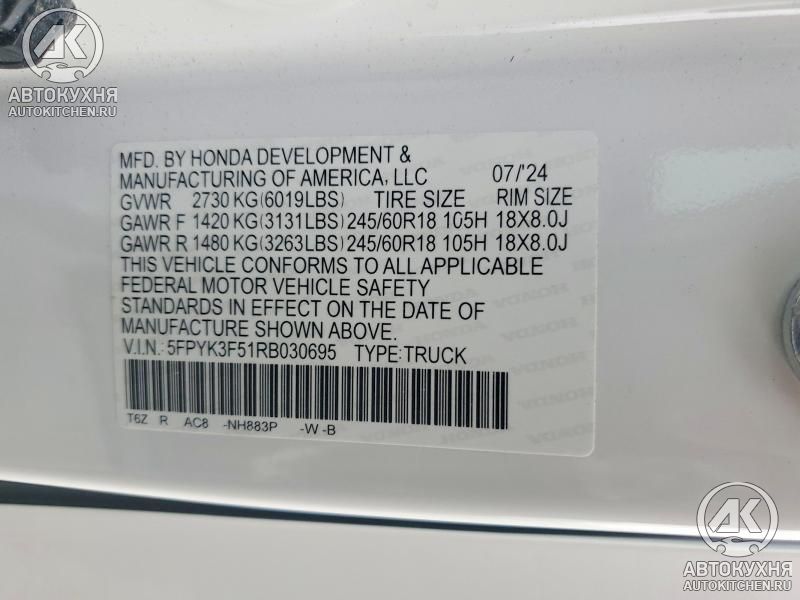 АК
АВТОКУХНЯ
AUTOKITCHEN.RU
MFD. BY HONDA DEVELOPMENT &
MANUFACTURING OF AMERICA, LLC 07/'24
GVWR 2730 KG(6019LBS) TIRE SIZE RIM SIZE
GAWR F 1420 KG(3131LBS) 245/60R18 105H 18X8.0J
GAWR R 1480 KG(3263LBS) 245/60R18 105H 18X8.0J
THIS VEHICLE CONFORMS TO ALL APPLICABLE
FEDERAL MOTOR VEHICLE SAFETY
STANDARDS IN EFFECT ON THE DATE OF
MANUFACTURE SHOWN ABOVE.
V.I.N.: 5FPYK3F51RB030695 TYPE:TRUCK
T6Z R AC8 -NH883P -W -B
АК
АВТОКУХНЯ
AUTOKITCHEN.RU